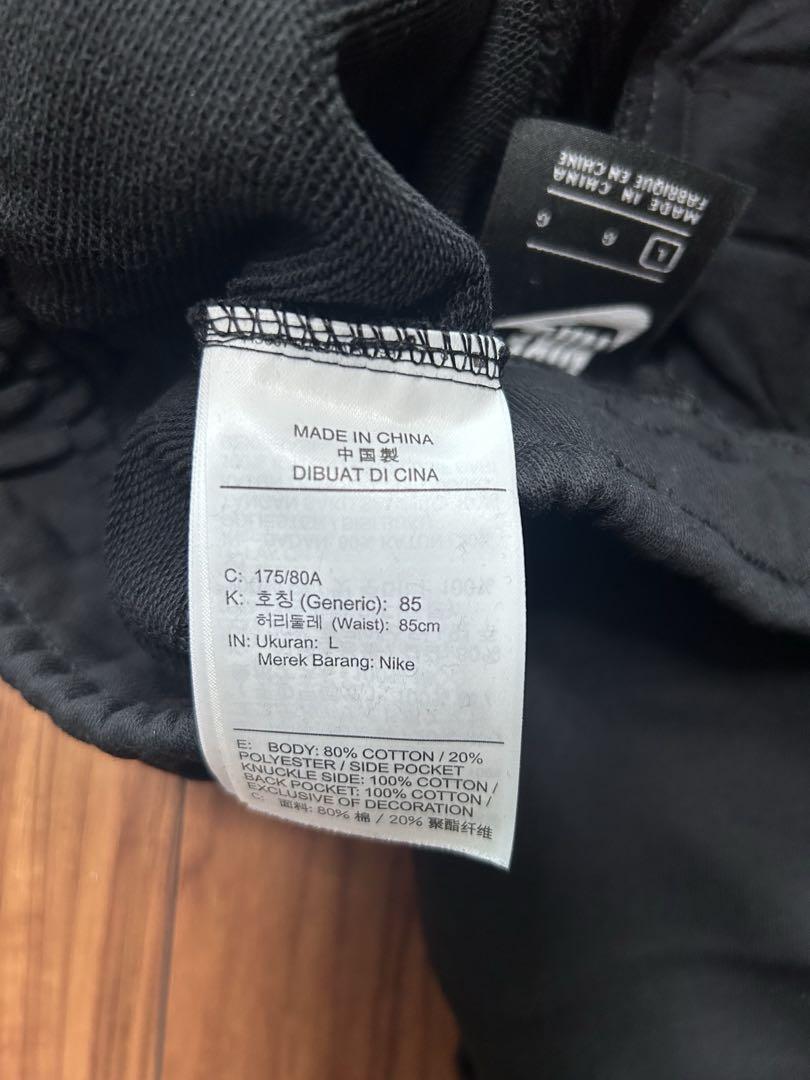 MADE IN CHINA
FABRIQUE EN CHINE
G G
L
MADE IN CHINA
中国製
DIBUAT DI CINA
C: 175/80A
K: 호칭 (Generic): 85
허리둘레 (Waist): 85cm
IN: Ukuran: L
Merek Barang: Nike
E: BODY: 80% COTTON / 20%
POLYESTER / SIDE POCKET
KNUCKLE SIDE: 100% COTTON /
BACK POCKET: 100% COTTON /
EXCLUSIVE OF DECORATION
C: 面料: 80% 棉 / 20% 聚酯纤维